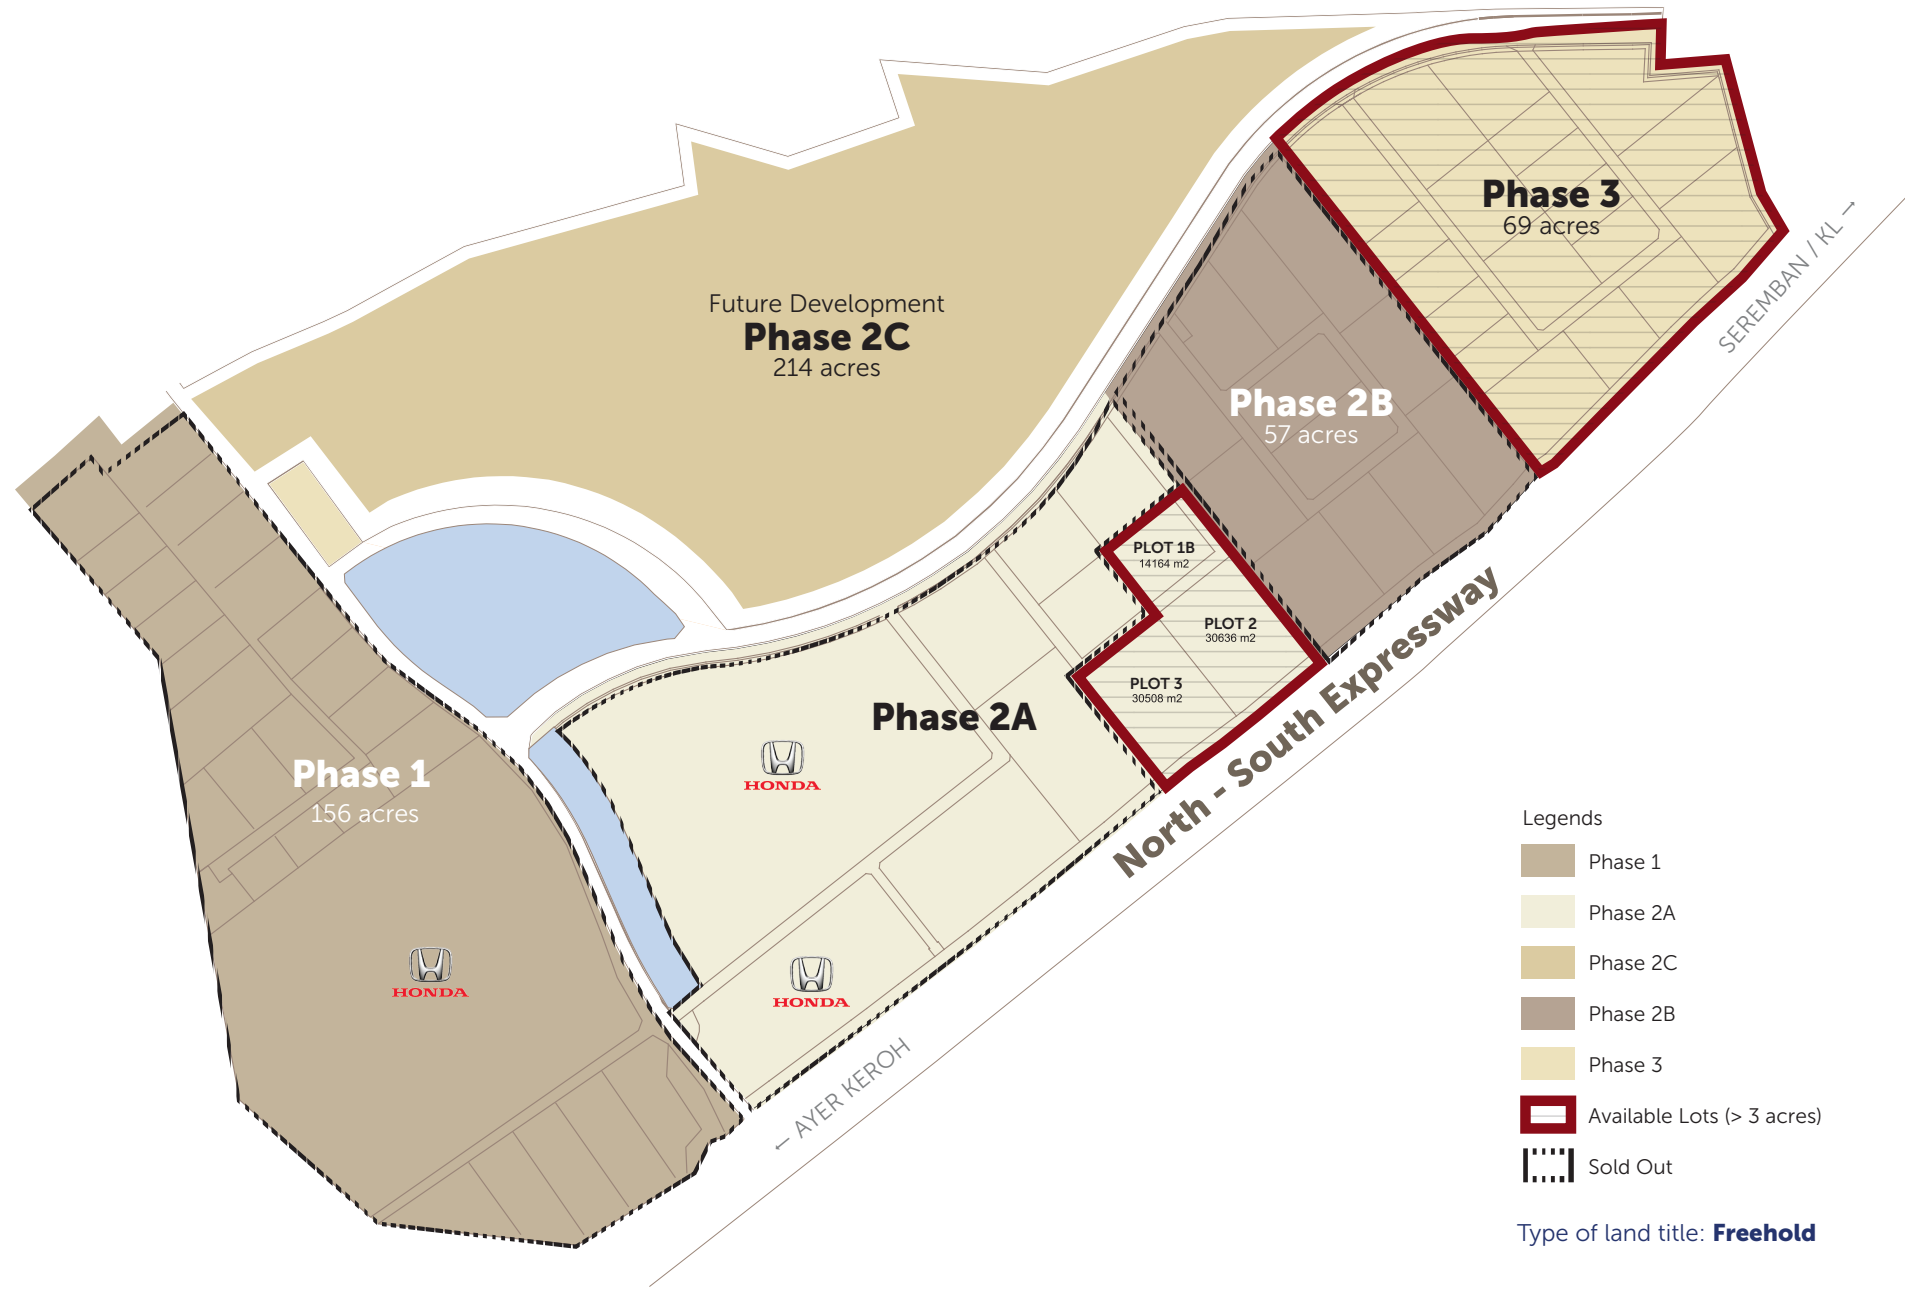 Phase 3
69 acres
Future Development
Phase 2C
214 acres
SEREMBAN / KL →
Phase 2B
57 acres
PLOT 1B
14164 m2
PLOT 2
30636 m2
PLOT 3
30508 m2
Phase 2A
North - South Expressway
HONDA
Phase 1
156 acres
HONDA
HONDA
← AYER KEROH
Legends
Phase 1
Phase 2A
Phase 2C
Phase 2B
Phase 3
Available Lots (> 3 acres)
Sold Out
Type of land title: Freehold